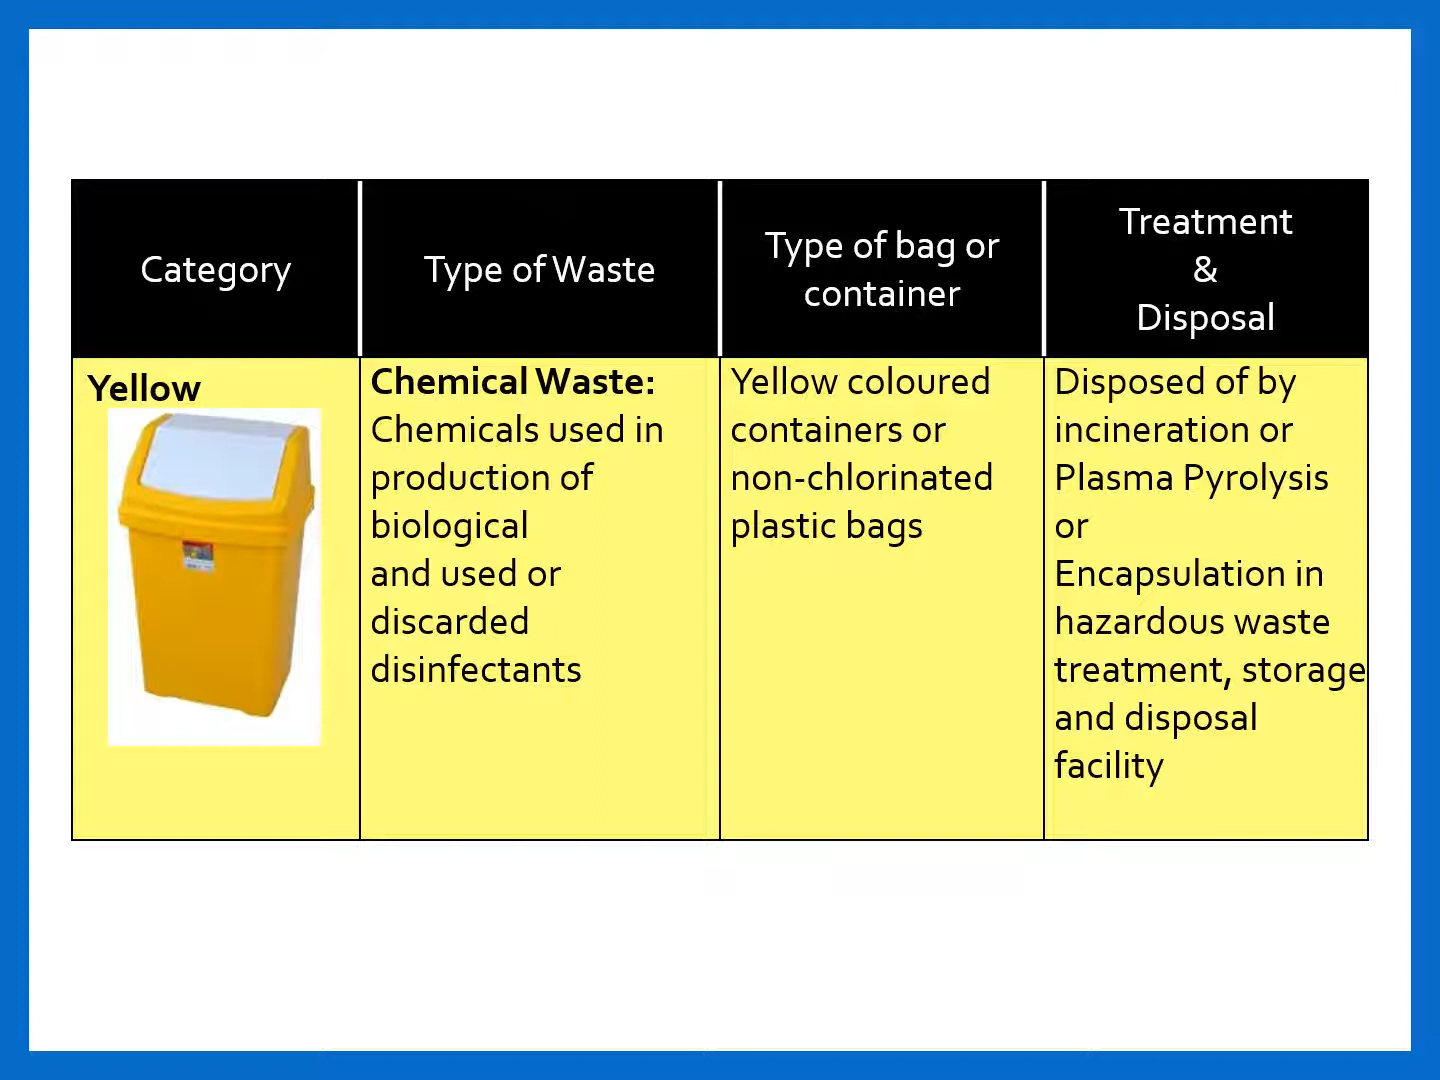 Category
Type of Waste
Type of bag or
container
Treatment
&
Disposal
Yellow
Chemical Waste:
Chemicals used in
production of
biological
and used or
discarded
disinfectants
Yellow coloured
containers or
non-chlorinated
plastic bags
Disposed of by
incineration or
Plasma Pyrolysis
or
Encapsulation in
hazardous waste
treatment, storage
and disposal
facility